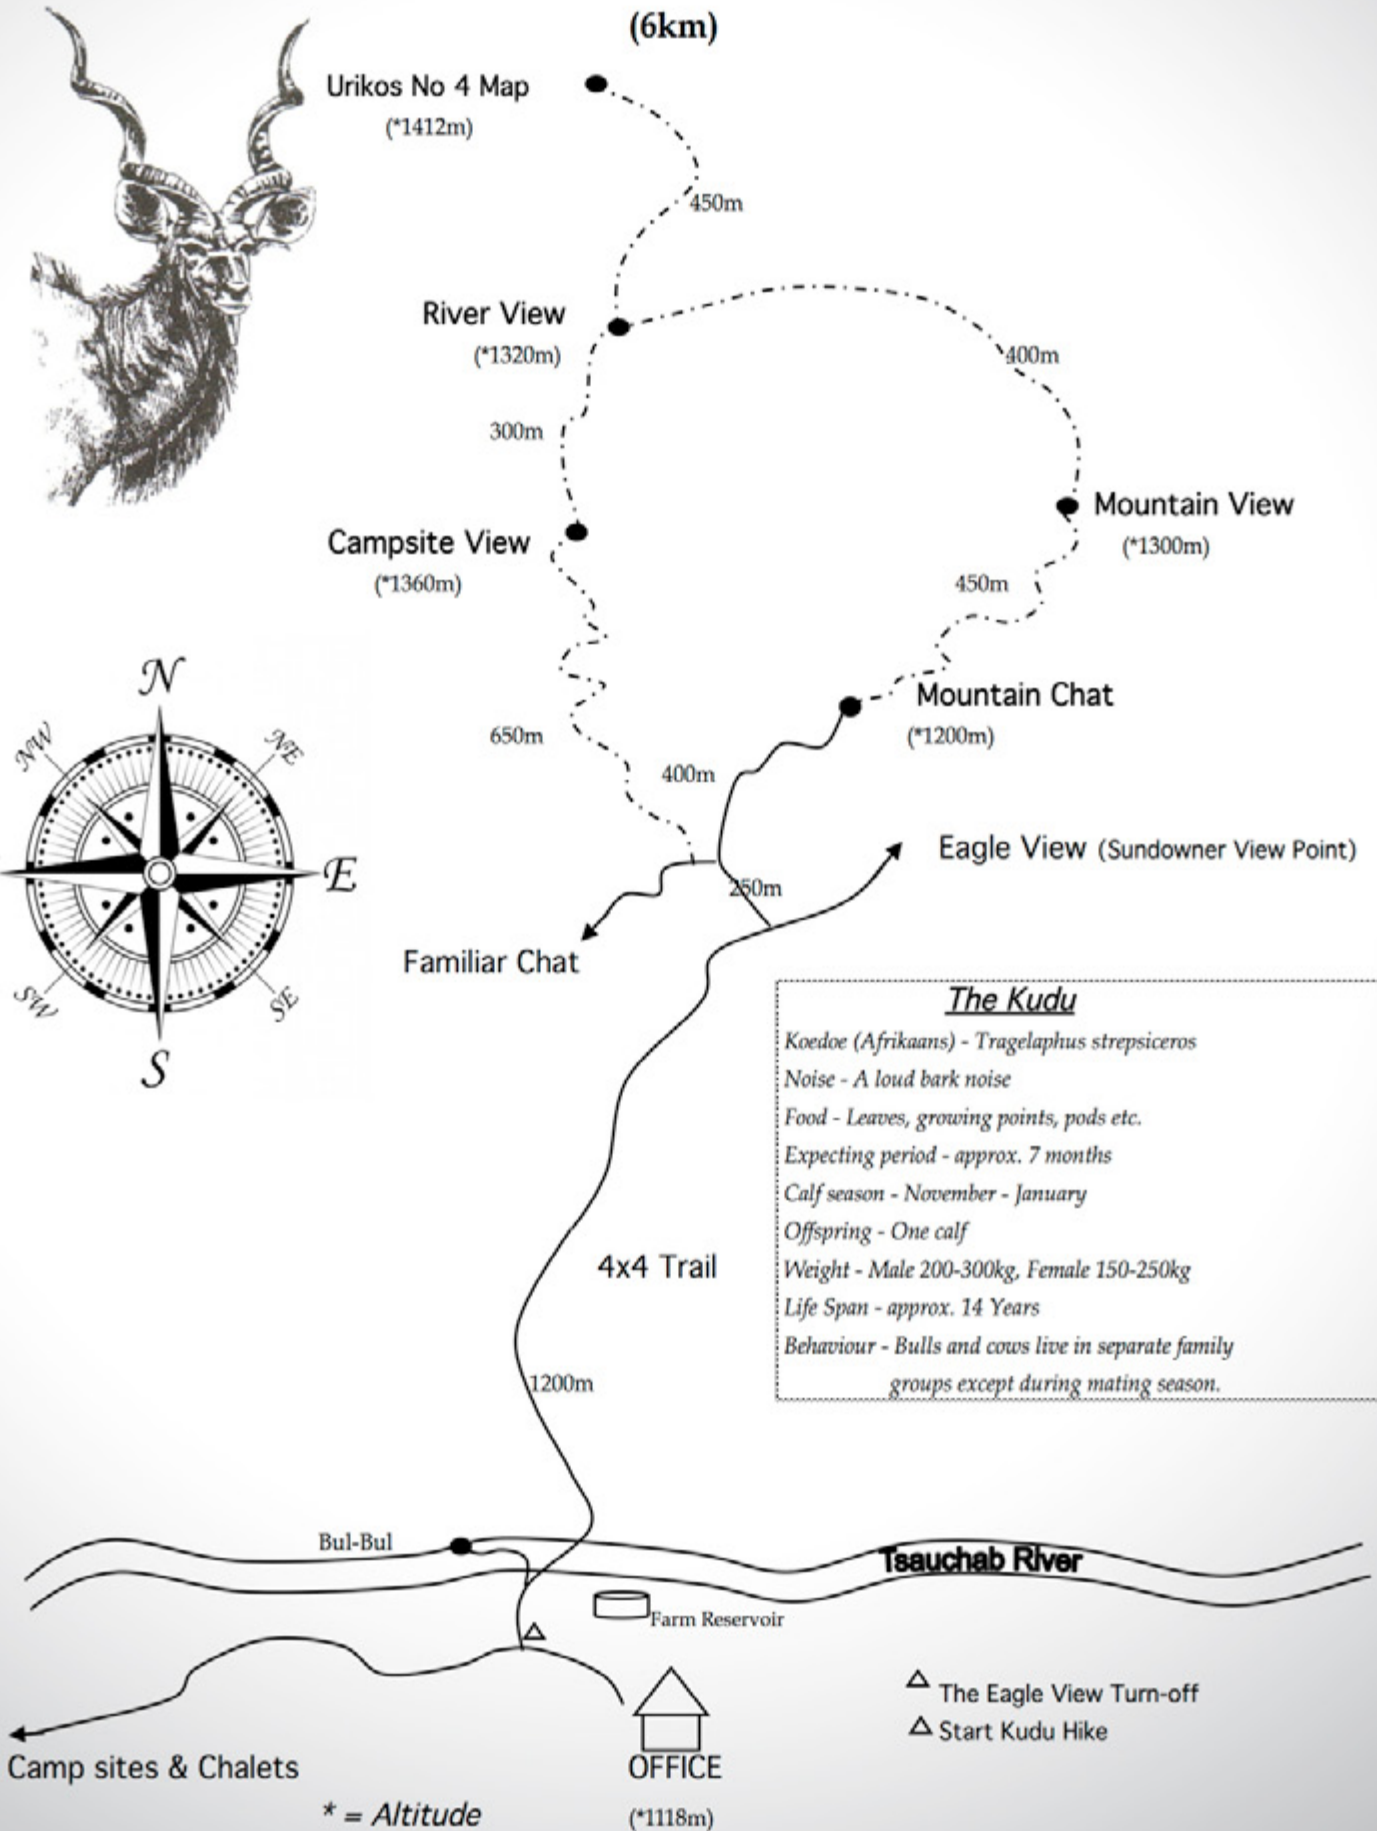 (6km)
Urikos No 4 Map
(*1412m)
450m
River View
(*1320m)
400m
300m
Mountain View
(*1300m)
Campsite View
(*1360m)
450m
N
NW
NE
Mountain Chat
(*1200m)
650m
400m
E
Eagle View (Sundowner View Point)
250m
Familiar Chat
SW
SE
S
The Kudu
Koedoe (Afrikaans) - Tragelaphus strepsiceros
Noise - A loud bark noise
Food - Leaves, growing points, pods etc.
Expecting period - approx. 7 months
Calf season - November - January
Offspring - One calf
Weight - Male 200-300kg, Female 150-250kg
Life Span - approx. 14 Years
Behaviour - Bulls and cows live in separate family
groups except during mating season.
4x4 Trail
1200m
Bul-Bul
Tsauchab River
Farm Reservoir
The Eagle View Turn-off
Start Kudu Hike
Camp sites & Chalets
OFFICE
* = Altitude
(*1118m)